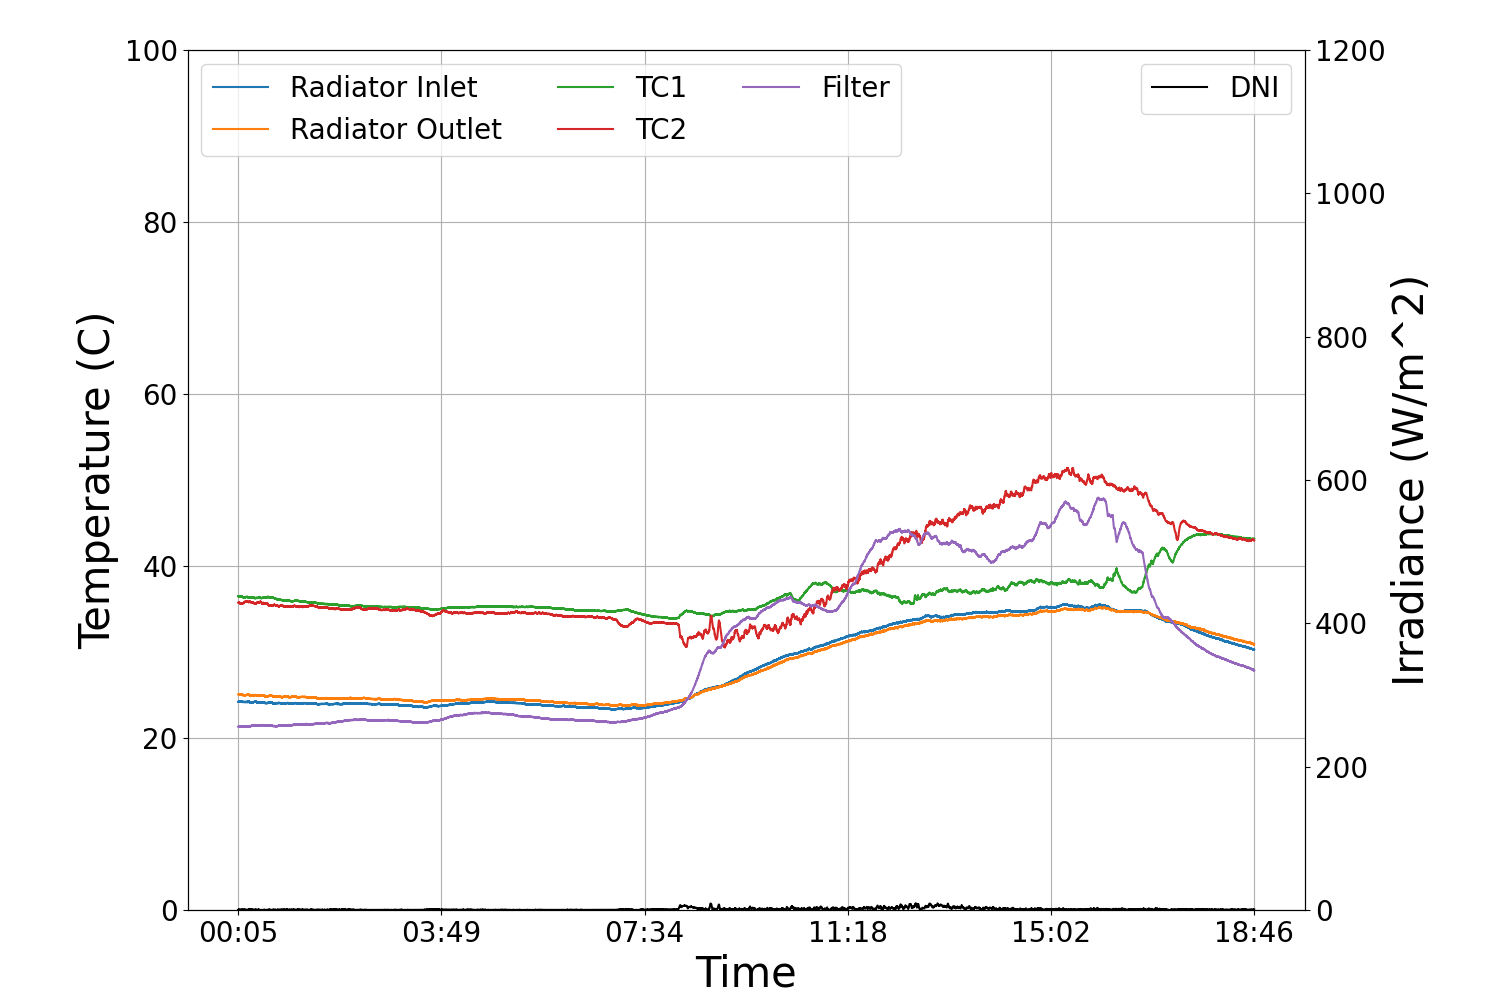 100
80
60
40
20
0
Temperature (C)
Radiator Inlet
Radiator Outlet
TC1
TC2
Filter
DNI
1200
1000
800
600
400
200
0
Irradiance (W/m^2)
00:05 03:49 07:34 11:18 15:02 18:46
Time